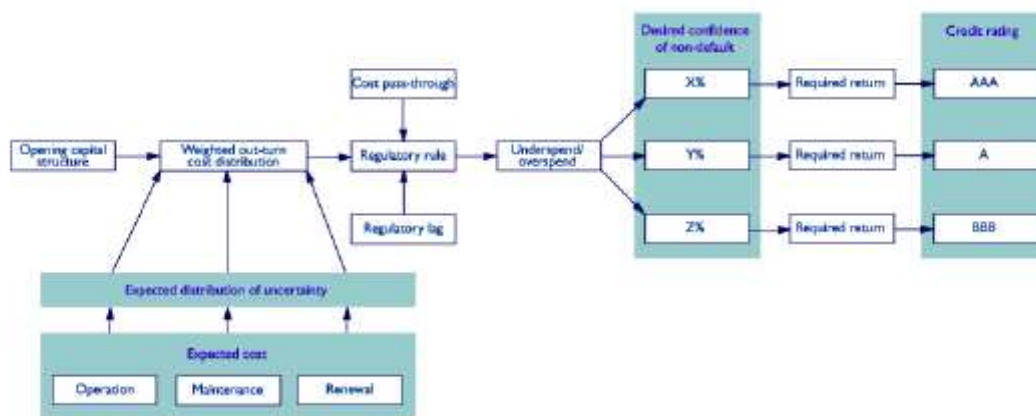 Desired confidence
of non-default
Credit rating
Cost pass-through
X%
Required return
AAA
Opening capital
structure
Weighted out-turn
cost distribution
Regulatory rule
Underspend/
overspend
Y%
Required return
A
Regulatory lag
Z%
Required return
BBB
Expected distribution of uncertainty
Expected cost
Operation
Maintenance
Renewal